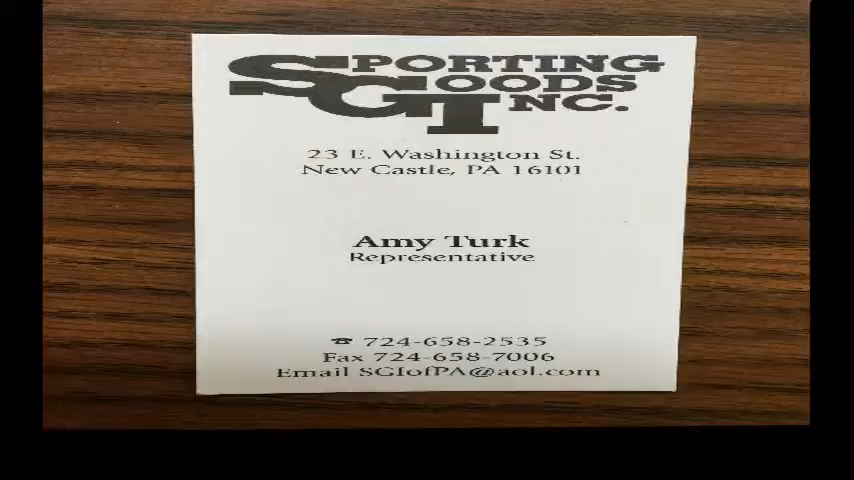 SPORTING
GOODS
INC.
23 E. Washington St.
New Castle, PA 16101
Amy Turk
Representative
☎ 724-658-2535
Fax 724-658-7006
Email SGIofPA@aol.com